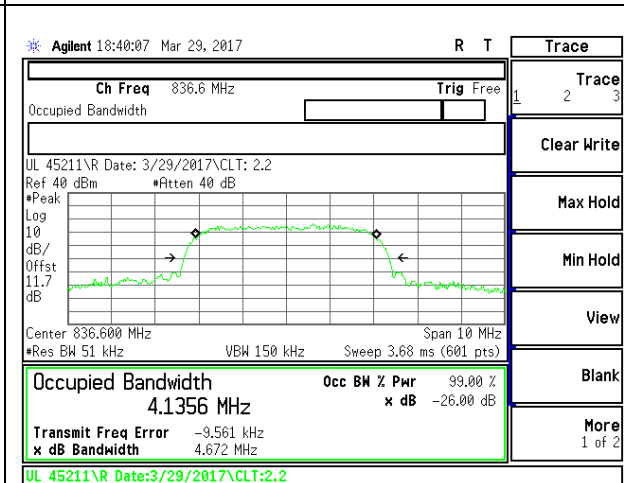 Agilent 18:40:07 Mar 29, 2017 R T
Trace
Ch Freq 836.6 MHz Trig Free
Occupied Bandwidth
Trace
1 2 3
Clear Write
Max Hold
Min Hold
View
Blank
More
1 of 2
UL 45211\R Date: 3/29/2017\CLT: 2.2
Ref 40 dBm #Atten 40 dB
#Peak
Log
10
dB/
Offst
11.7
dB
Center 836.600 MHz Span 10 MHz
#Res BW 51 kHz VBW 150 kHz Sweep 3.68 ms (601 pts)
Occupied Bandwidth Occ BW % Pwr 99.00 %
4.1356 MHz x dB -26.00 dB
Transmit Freq Error -9.561 kHz
x dB Bandwidth 4.672 MHz
UL 45211\R Date:3/29/2017\CLT:2.2